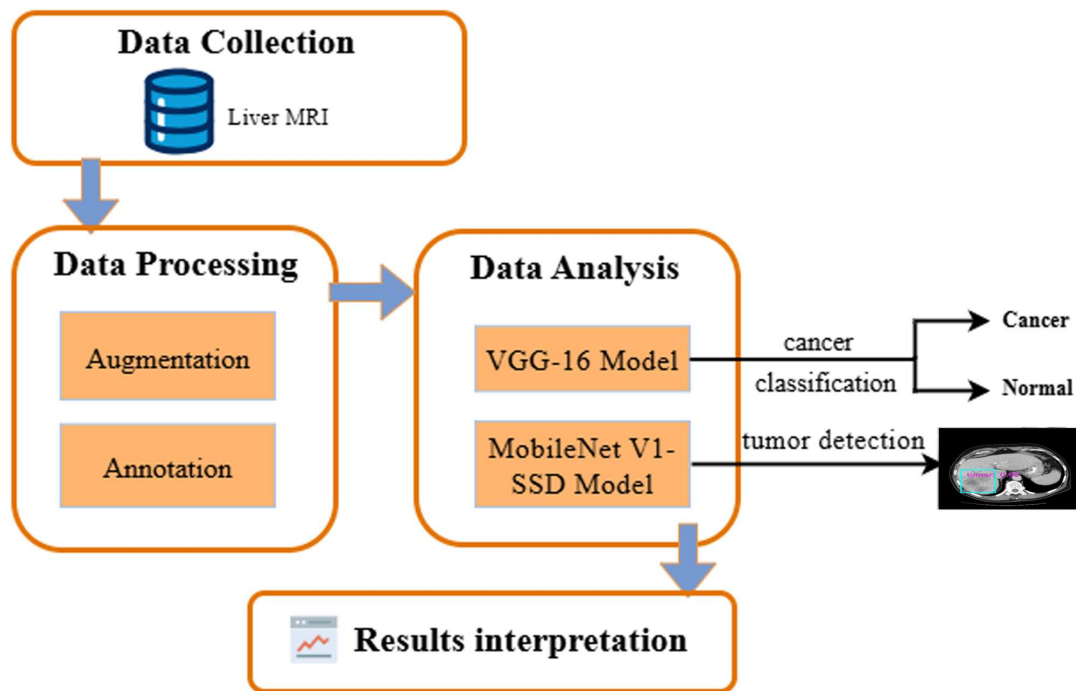 Data Collection
Liver MRI
Data Processing
Augmentation
Annotation
Data Analysis
VGG-16 Model
MobileNet V1-
SSD Model
cancer
classification
Cancer
Normal
tumor detection
Results interpretation